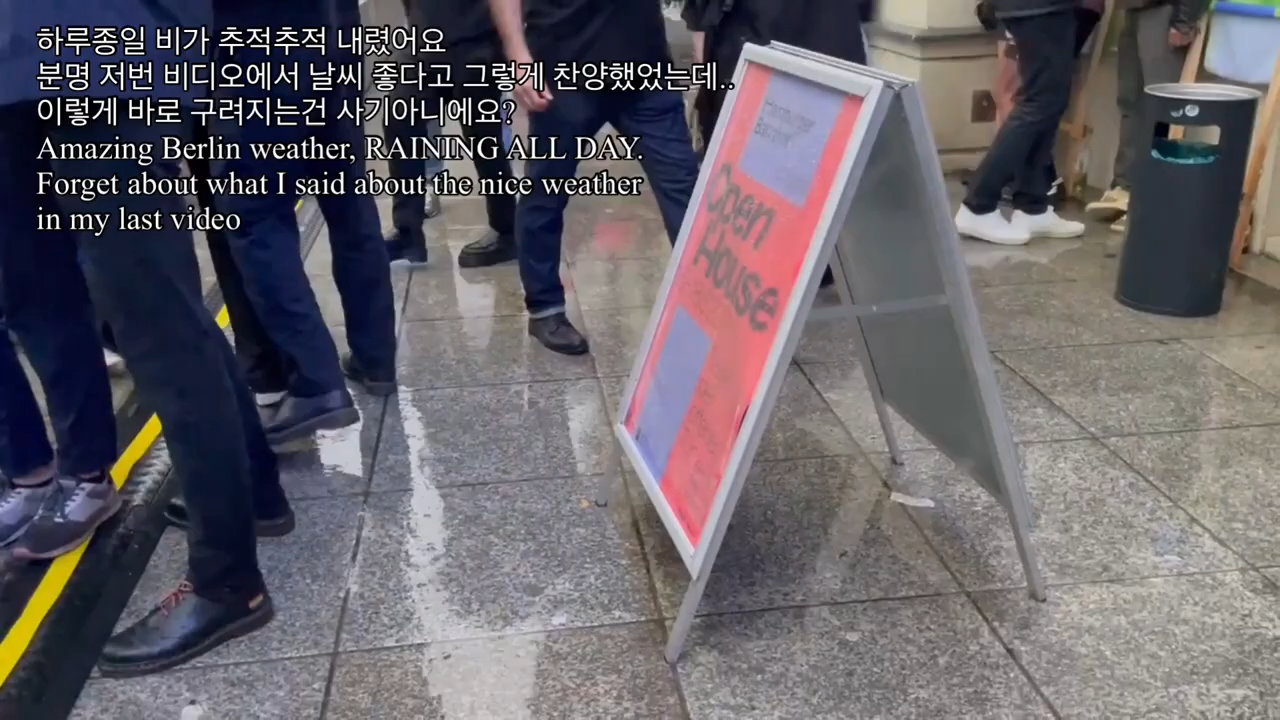 하루종일 비가 추적추적 내렸어요
분명 저번 비디오에서 날씨 좋다고 그렇게 찬양했었는데..
이렇게 바로 구려지는건 사기아니에요?
Amazing Berlin weather, RAINING ALL DAY.
Forget about what I said about the nice weather
in my last video
Open
House